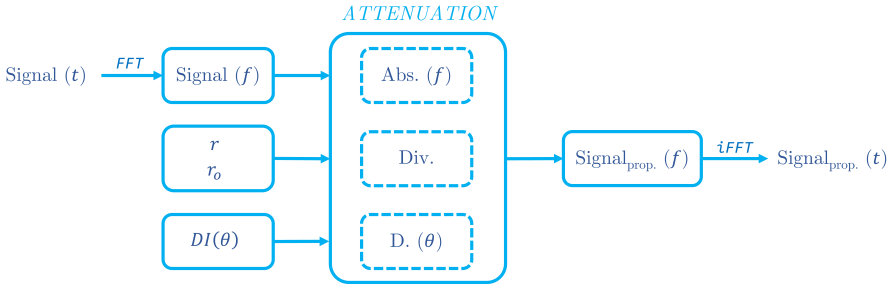 ATTENUATION
Signal (t)
FFT
Signal (f)
Abs. (f)
r
r_o
Div.
Signal_prop. (f)
iFFT
Signal_prop. (t)
DI(θ)
D. (θ)